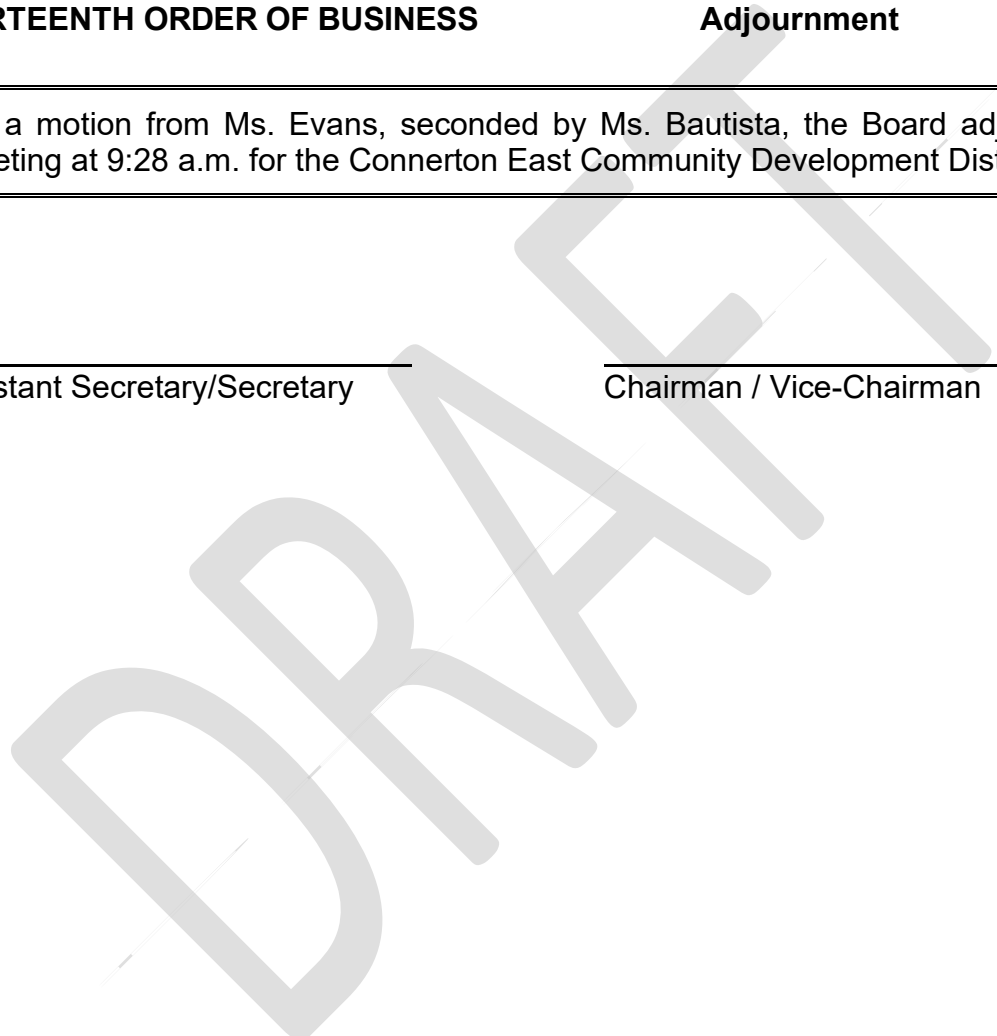 RTEENTH ORDER OF BUSINESS Adjournment
a motion from Ms. Evans, seconded by Ms. Bautista, the Board ad
eting at 9:28 a.m. for the Connerton East Community Development Dist
stant Secretary/Secretary Chairman / Vice-Chairman
DRAFT